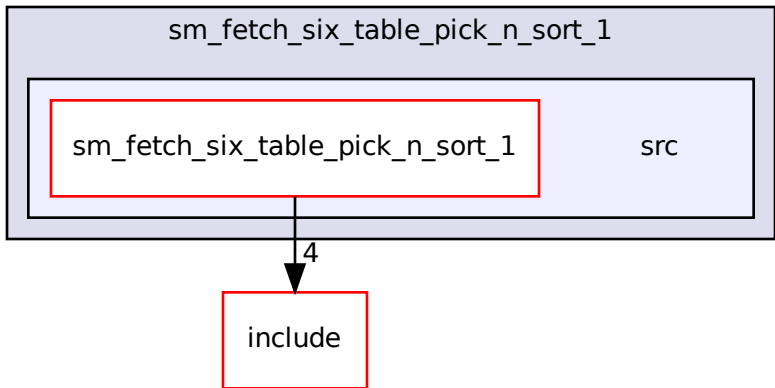 sm_fetch_six_table_pick_n_sort_1
sm_fetch_six_table_pick_n_sort_1
src
4
include